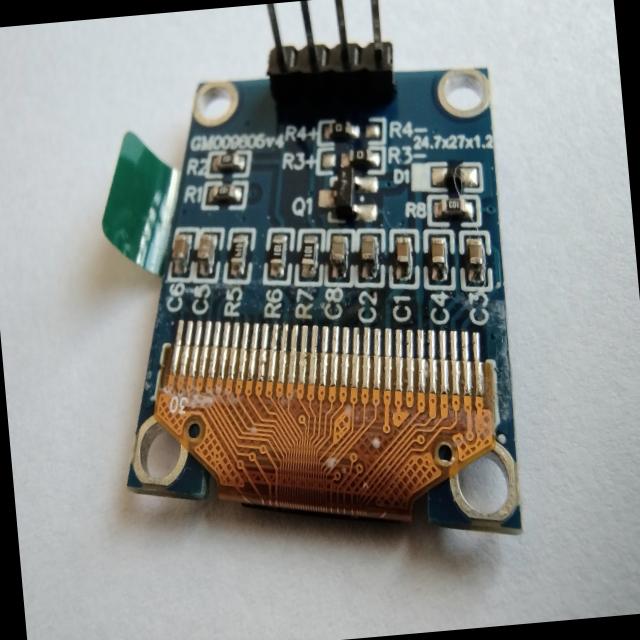 GM009605v4
R4+ R4-
24.7x27x1.2
R3+ R3-
R2
D1
R1
Q1
R8
C6 C5 R5 R6 R7 C8 C2 C1 C4 C3
30